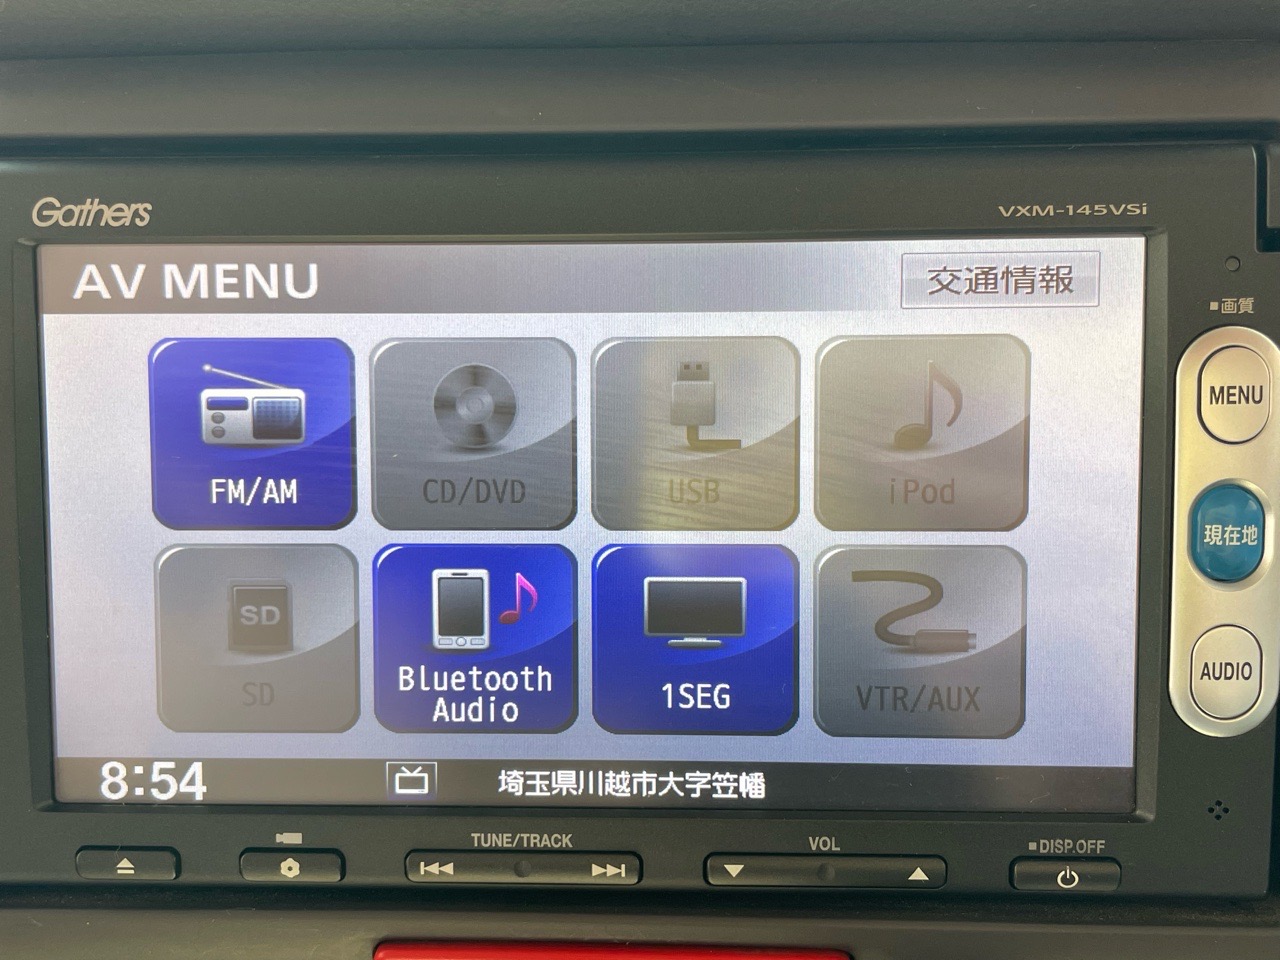 Gathers
VXM-145VSi
AV MENU
交通情報
■画質
FM/AM
CD/DVD
USB
iPod
MENU
現在地
SD
SD
Bluetooth
Audio
1SEG
VTR/AUX
AUDIO
8:54
埼玉県川越市大字笠幡
TUNE/TRACK
VOL
■DISP.OFF